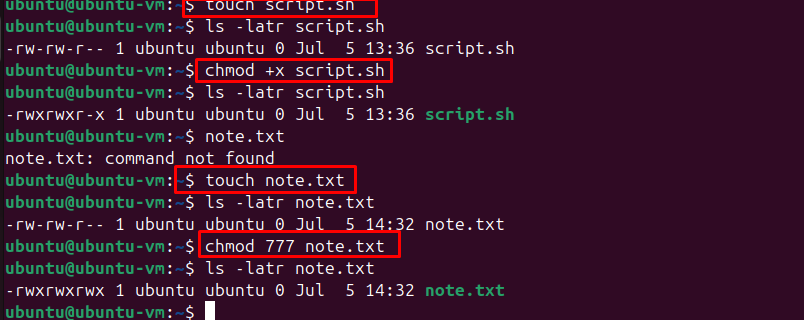 ubuntu@ubuntu-vm:~$ touch script.sh
ubuntu@ubuntu-vm:~$ ls -latr script.sh
-rw-rw-r-- 1 ubuntu ubuntu 0 Jul  5 13:36 script.sh
ubuntu@ubuntu-vm:~$ chmod +x script.sh
ubuntu@ubuntu-vm:~$ ls -latr script.sh
-rwxrwxr-x 1 ubuntu ubuntu 0 Jul  5 13:36 script.sh
ubuntu@ubuntu-vm:~$ note.txt
note.txt: command not found
ubuntu@ubuntu-vm:~$ touch note.txt
ubuntu@ubuntu-vm:~$ ls -latr note.txt
-rw-rw-r-- 1 ubuntu ubuntu 0 Jul  5 14:32 note.txt
ubuntu@ubuntu-vm:~$ chmod 777 note.txt
ubuntu@ubuntu-vm:~$ ls -latr note.txt
-rwxrwxrwx 1 ubuntu ubuntu 0 Jul  5 14:32 note.txt
ubuntu@ubuntu-vm:~$